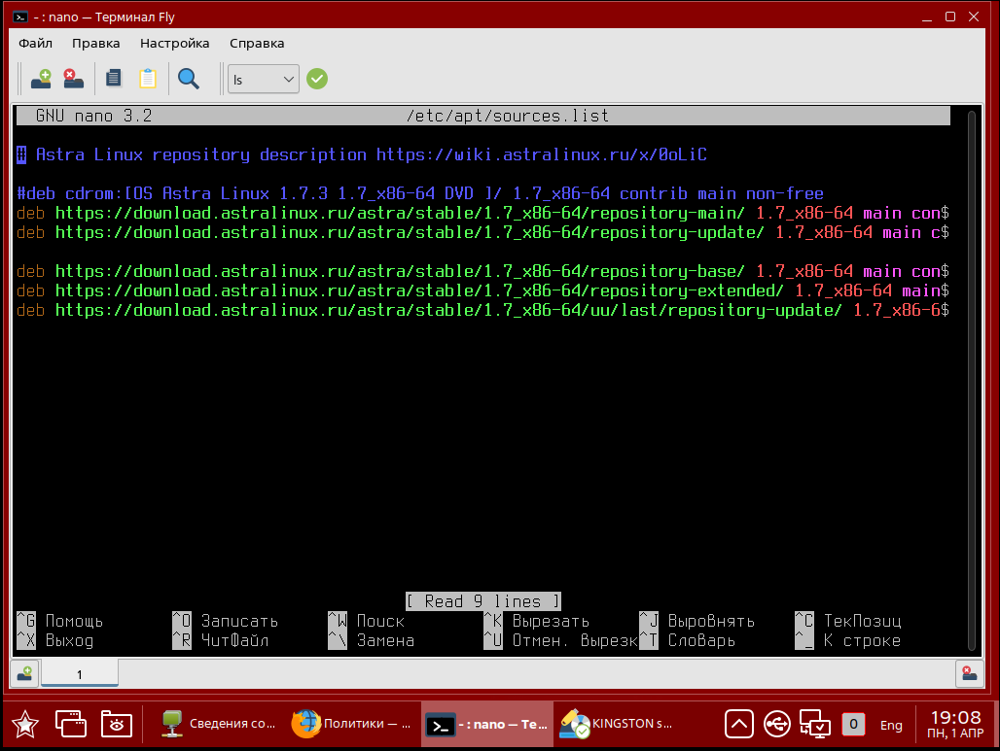 - : nano — Терминал Fly
Файл Правка Настройка Справка
ls
GNU nano 3.2 /etc/apt/sources.list
# Astra Linux repository description https://wiki.astralinux.ru/x/0oLiC
#deb cdrom:[OS Astra Linux 1.7.3 1.7_x86-64 DVD ]/ 1.7_x86-64 contrib main non-free
deb https://download.astralinux.ru/astra/stable/1.7_x86-64/repository-main/ 1.7_x86-64 main con$
deb https://download.astralinux.ru/astra/stable/1.7_x86-64/repository-update/ 1.7_x86-64 main c$
deb https://download.astralinux.ru/astra/stable/1.7_x86-64/repository-base/ 1.7_x86-64 main con$
deb https://download.astralinux.ru/astra/stable/1.7_x86-64/repository-extended/ 1.7_x86-64 main$
deb https://download.astralinux.ru/astra/stable/1.7_x86-64/uu/last/repository-update/ 1.7_x86-6$
[ Read 9 lines ]
^G Помощь ^O Записать ^W Поиск ^K Вырезать ^J Выровнять ^C ТекПозиц
^X Выход ^R ЧитФайл ^\ Замена ^U Отмен. Вырезк ^T Словарь ^_ К строке
1
Сведения со... Политики — ... - : nano — Те... KINGSTON s... 0 Eng 19:08
ПН, 1 АПР